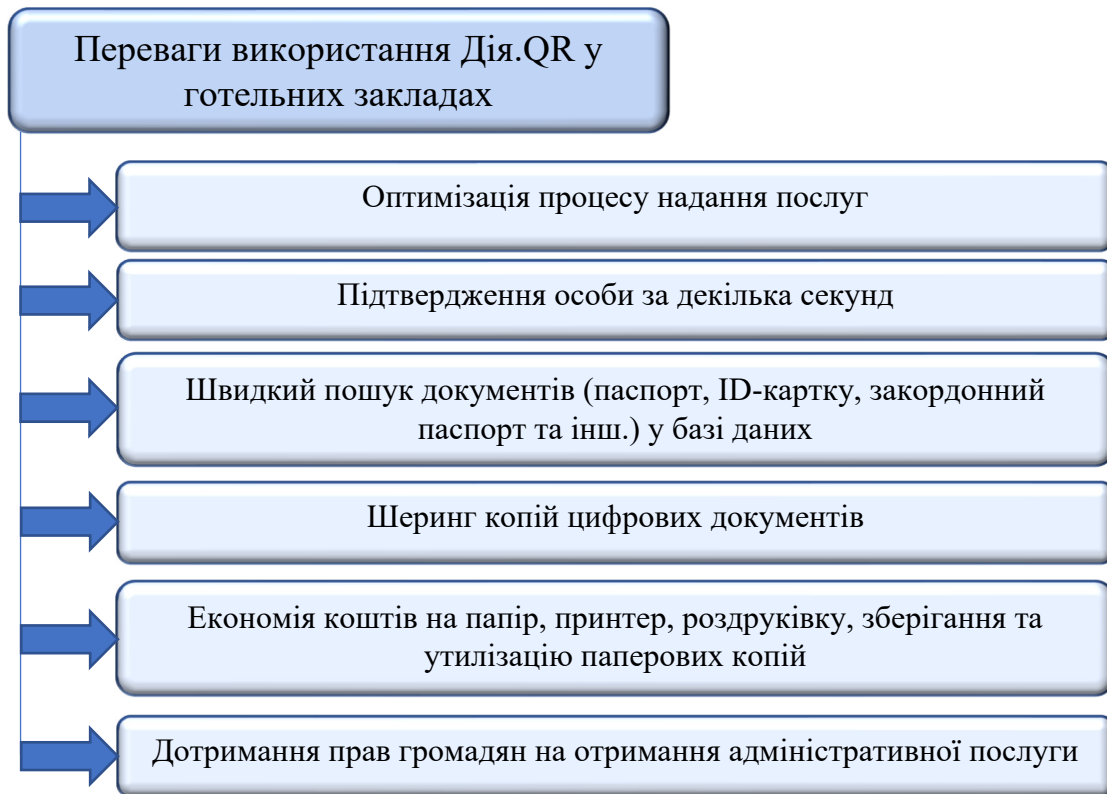 Переваги використання Дія.QR у
готельних закладах
Оптимізація процесу надання послуг
Підтвердження особи за декілька секунд
Швидкий пошук документів (паспорт, ID-картку, закордонний
паспорт та інш.) у базі даних
Шеринг копій цифрових документів
Економія коштів на папір, принтер, роздруківку, зберігання та
утилізацію паперових копій
Дотримання прав громадян на отримання адміністративної послуги